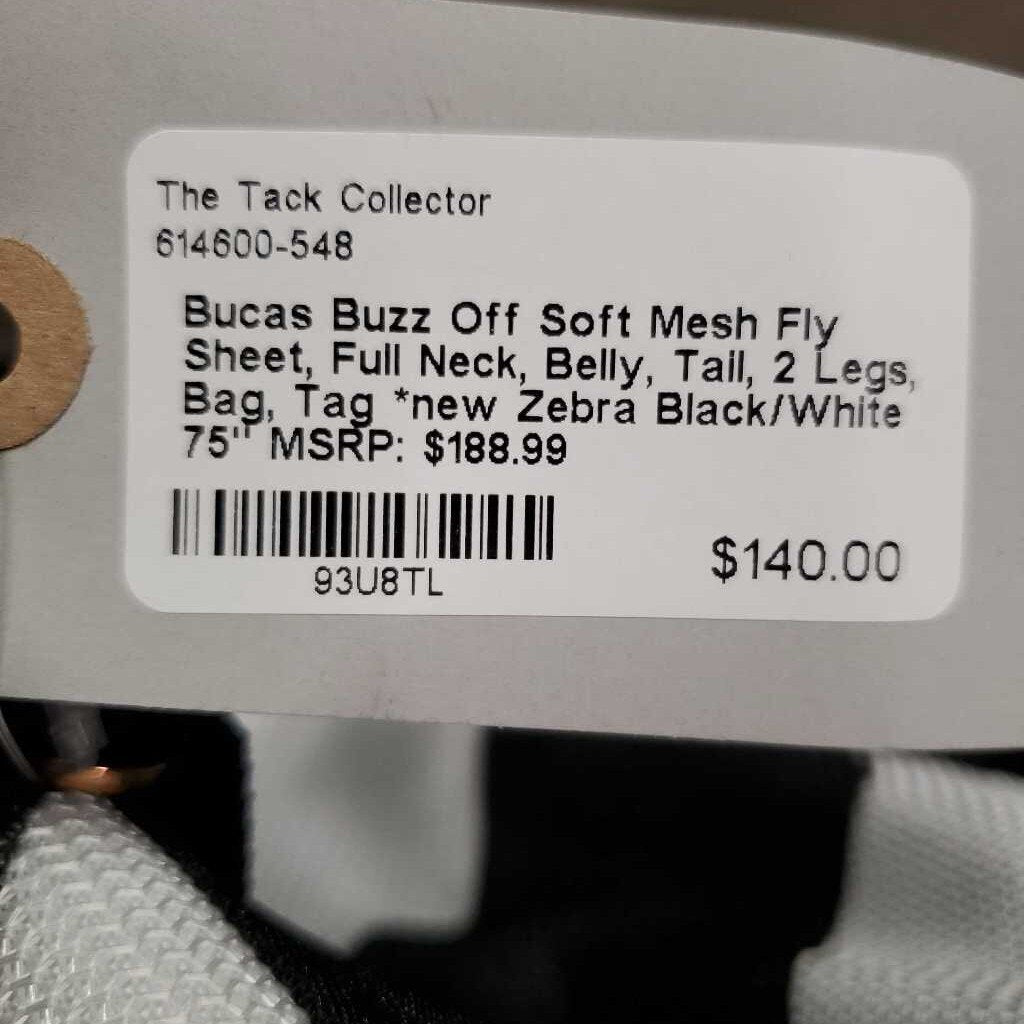 The Tack Collector
614600-548
Bucas Buzz Off Soft Mesh Fly
Sheet, Full Neck, Belly, Tail, 2 Legs,
Bag, Tag *new Zebra Black/White
75" MSRP: $188.99
93U8TL
$140.00